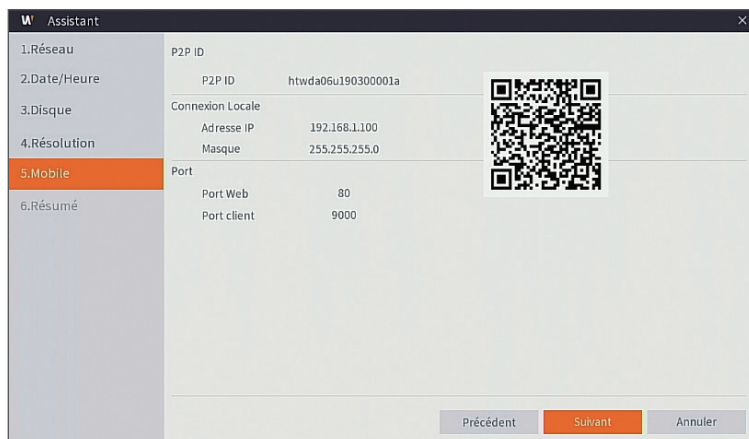 Assistant
1.Réseau
2.Date/Heure
3.Disque
4.Résolution
5.Mobile
6.Résumé
P2P ID
P2P ID htwda06u190300001a
Connexion Locale
Adresse IP 192.168.1.100
Masque 255.255.255.0
Port
Port Web 80
Port client 9000
Précédent Suivant Annuler